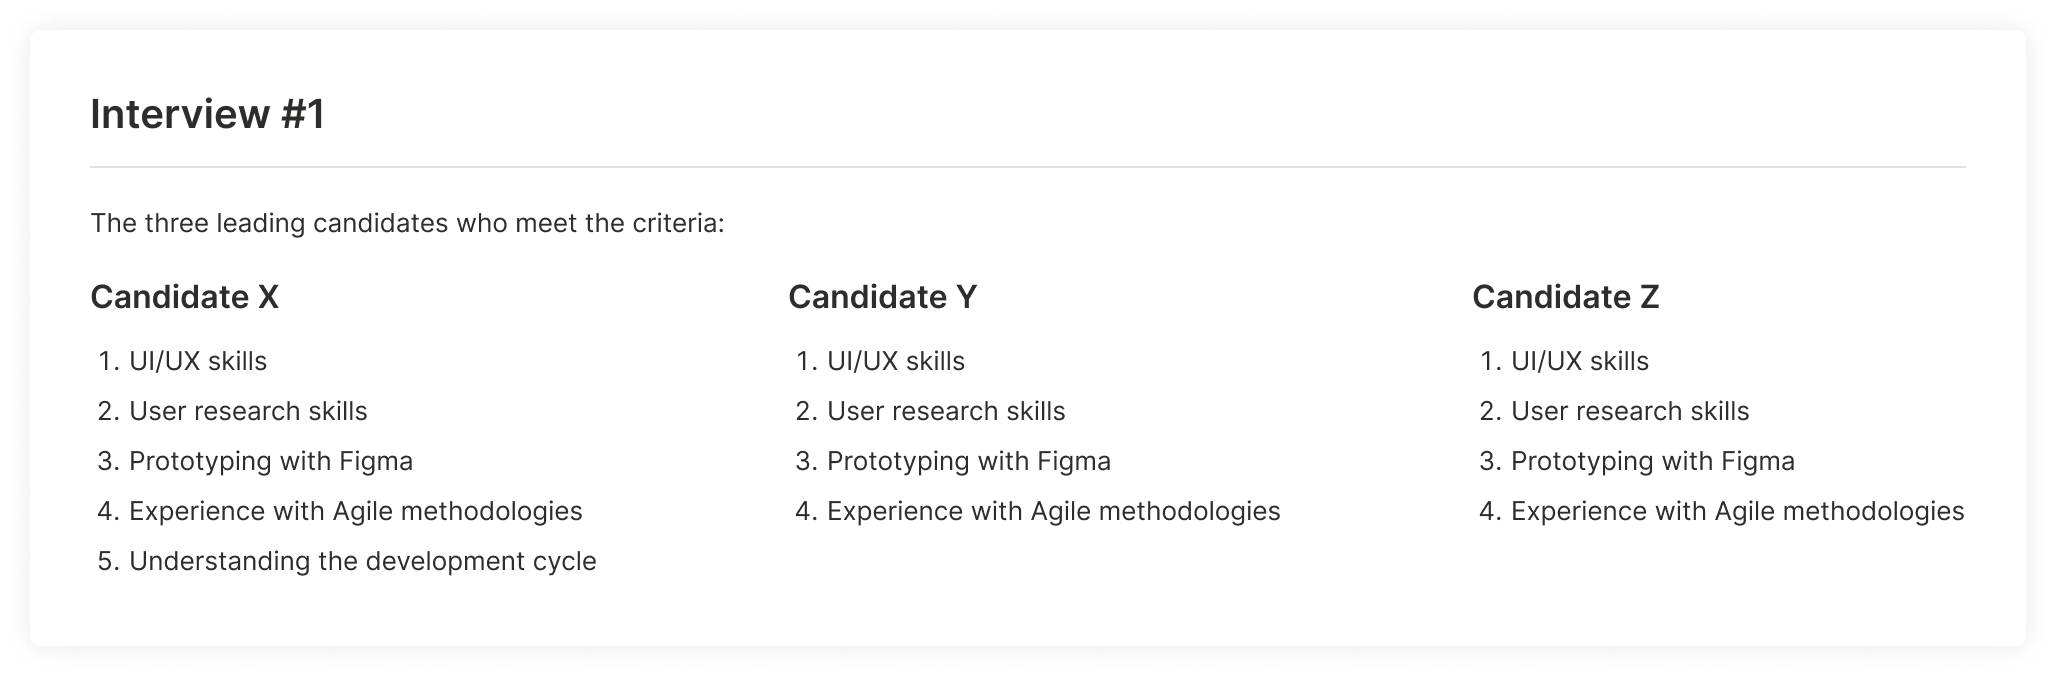 Interview #1
The three leading candidates who meet the criteria:
Candidate X
1. UI/UX skills
2. User research skills
3. Prototyping with Figma
4. Experience with Agile methodologies
5. Understanding the development cycle
Candidate Y
1. UI/UX skills
2. User research skills
3. Prototyping with Figma
4. Experience with Agile methodologies
Candidate Z
1. UI/UX skills
2. User research skills
3. Prototyping with Figma
4. Experience with Agile methodologies